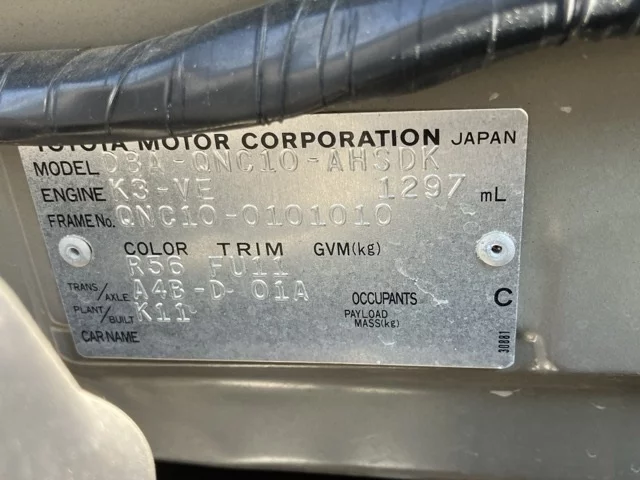 TOYOTA MOTOR CORPORATION JAPAN
MODEL DBA-QNC10-AHSDK
ENGINE K3-VE 1297 mL
FRAME No. QNC10-0101010
COLOR TRIM GVM(kg)
R56 FU11
TRANS/AXLE A4B-D 01A OCCUPANTS C
PLANT/BUILT K11 PAYLOAD MASS(kg)
CAR NAME
30881